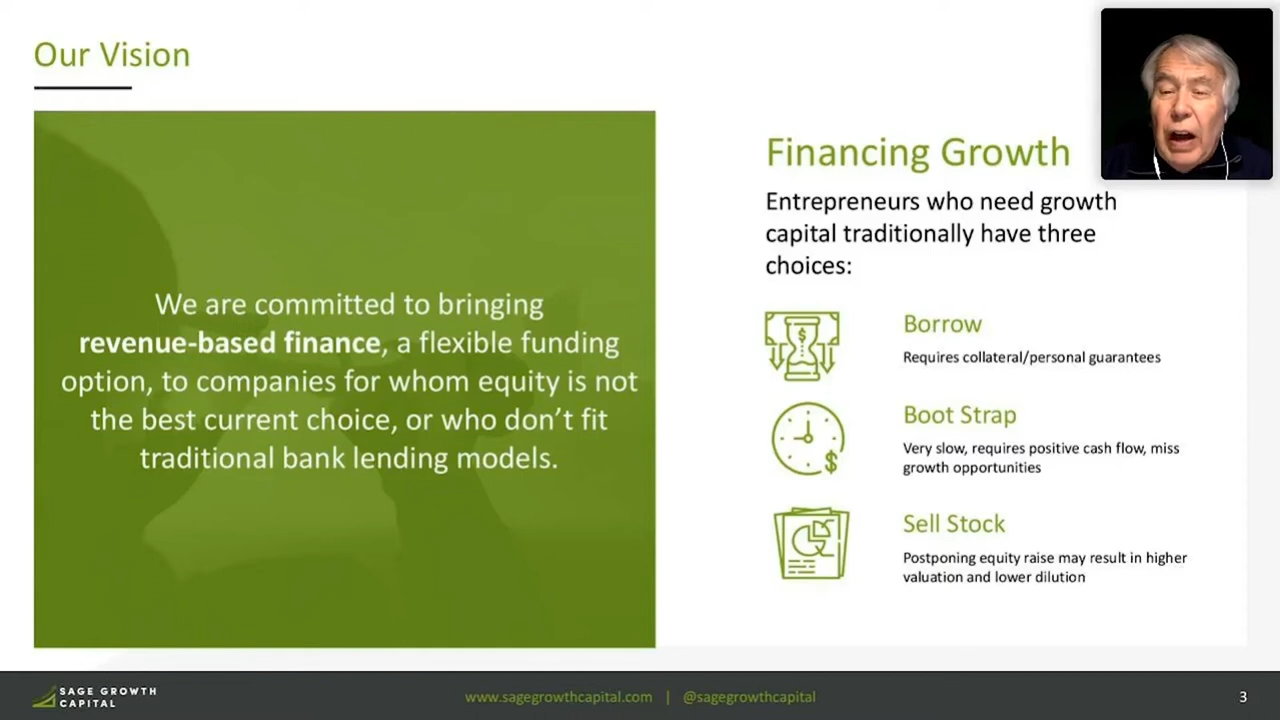 Our Vision
We are committed to bringing
revenue-based finance, a flexible funding
option, to companies for whom equity is not
the best current choice, or who don’t fit
traditional bank lending models.
Financing Growth
Entrepreneurs who need growth
capital traditionally have three
choices:
$
Borrow
Requires collateral/personal guarantees
$
Boot Strap
Very slow, requires positive cash flow, miss
growth opportunities
Sell Stock
Postponing equity raise may result in higher
valuation and lower dilution
SAGE GROWTH
CAPITAL
www.sagegrowthcapital.com | @sagegrowthcapital
3